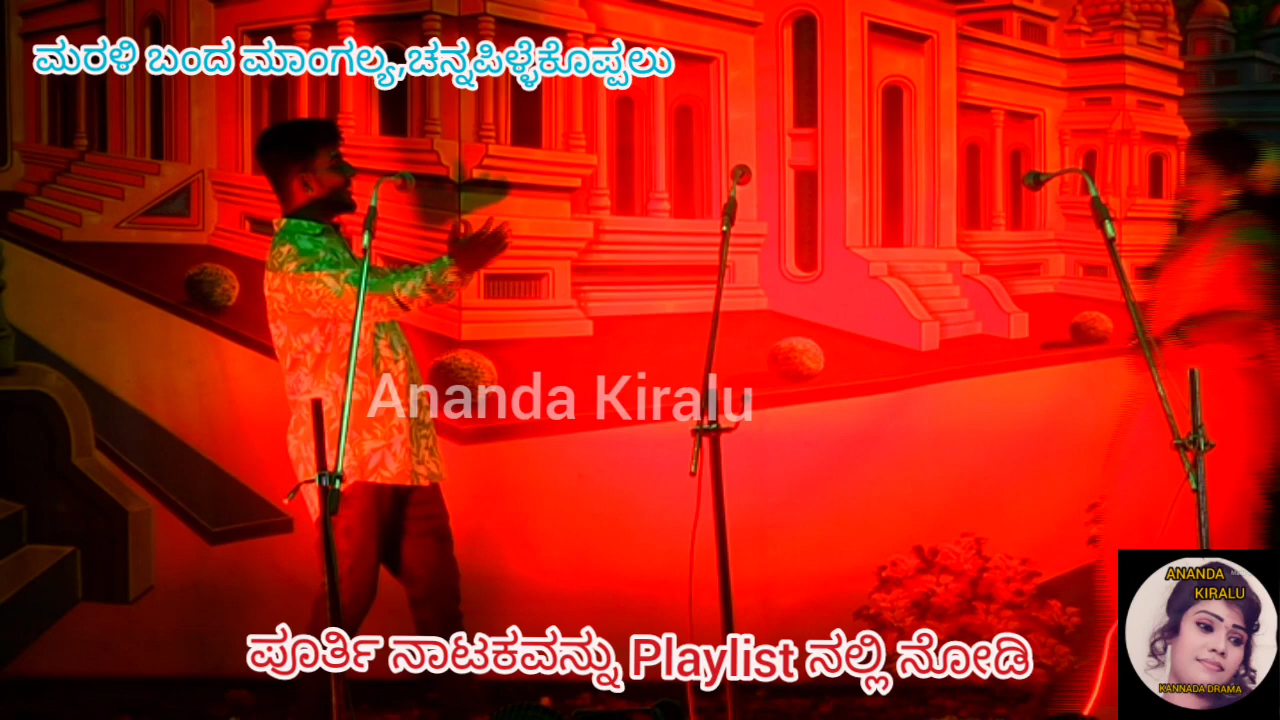 ಮರಳಿ ಬಂದ ಮಾಂಗಲ್ಯ,ಚನ್ನಪಿಳ್ಳೆಕೊಪ್ಪಲು
Ananda Kiralu
ಪೂರ್ತಿ ನಾಟಕವನ್ನು Playlist ನಲ್ಲಿ ನೋಡಿ
ANANDA
KIRALU
KANNADA DRAMA